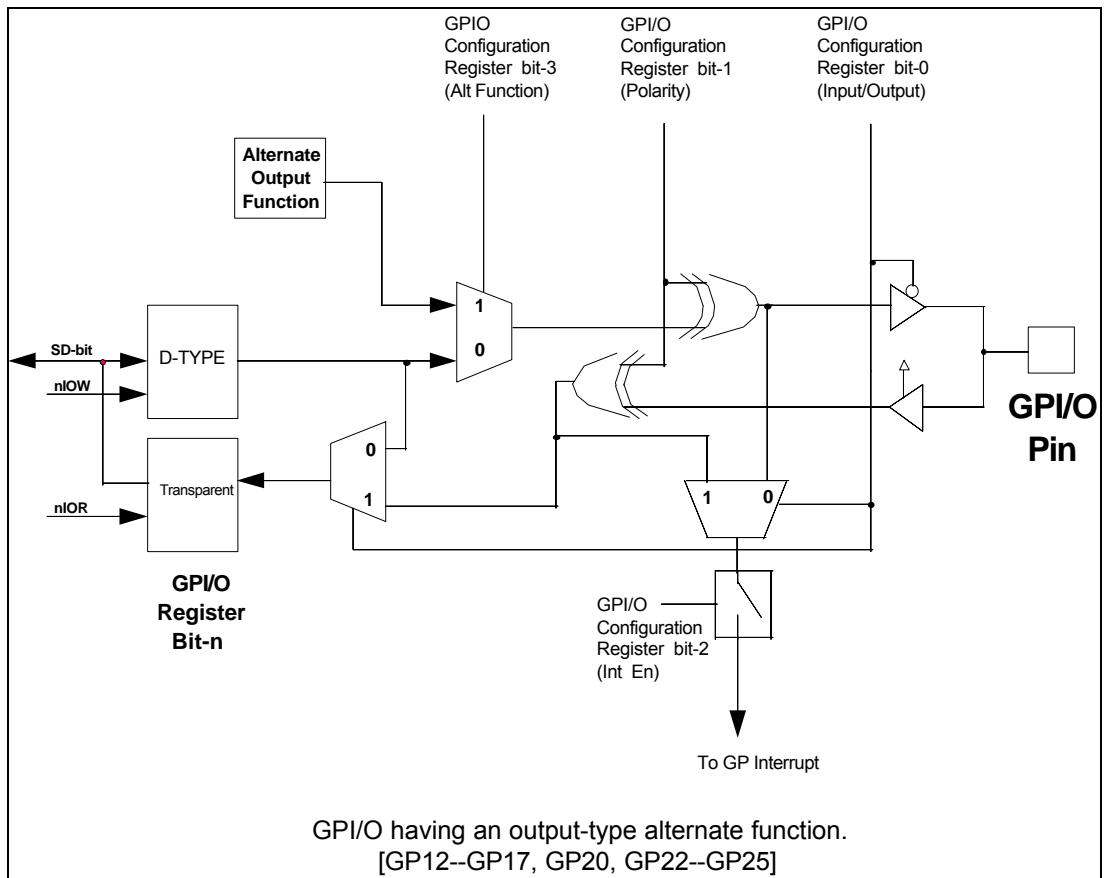 GPIO
Configuration
Register bit-3
(Alt Function)
GPI/O
Configuration
Register bit-1
(Polarity)
GPI/O
Configuration
Register bit-0
(Input/Output)
Alternate
Output
Function
1
0
SD-bit
D-TYPE
nIOW
0
1
Transparent
nIOR
1
0
GPI/O
Pin
GPI/O
Register
Bit-n
GPI/O
Configuration
Register bit-2
(Int En)
To GP Interrupt
GPI/O having an output-type alternate function.
[GP12--GP17, GP20, GP22--GP25]